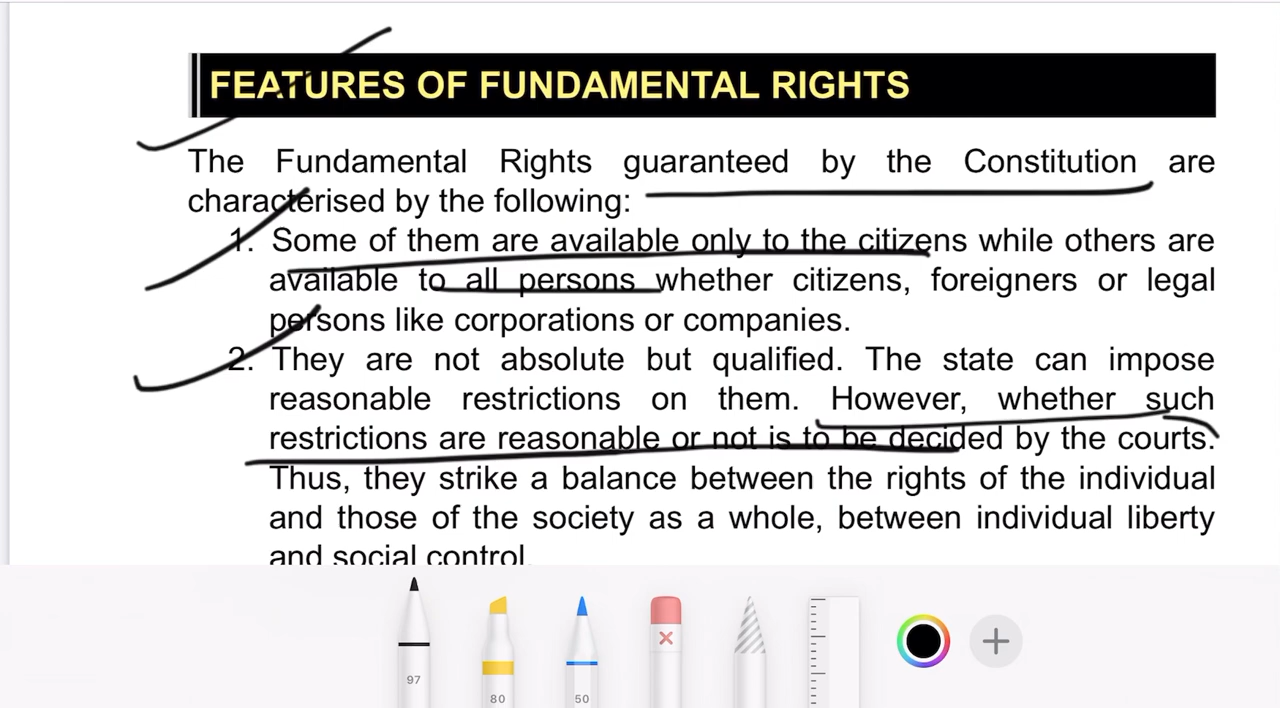 FEATURES OF FUNDAMENTAL RIGHTS
The Fundamental Rights guaranteed by the Constitution are
characterised by the following:
1. Some of them are available only to the citizens while others are
available to all persons whether citizens, foreigners or legal
persons like corporations or companies.
2. They are not absolute but qualified. The state can impose
reasonable restrictions on them. However, whether such
restrictions are reasonable or not is to be decided by the courts.
Thus, they strike a balance between the rights of the individual
and those of the society as a whole, between individual liberty
and social control.
97
80
50